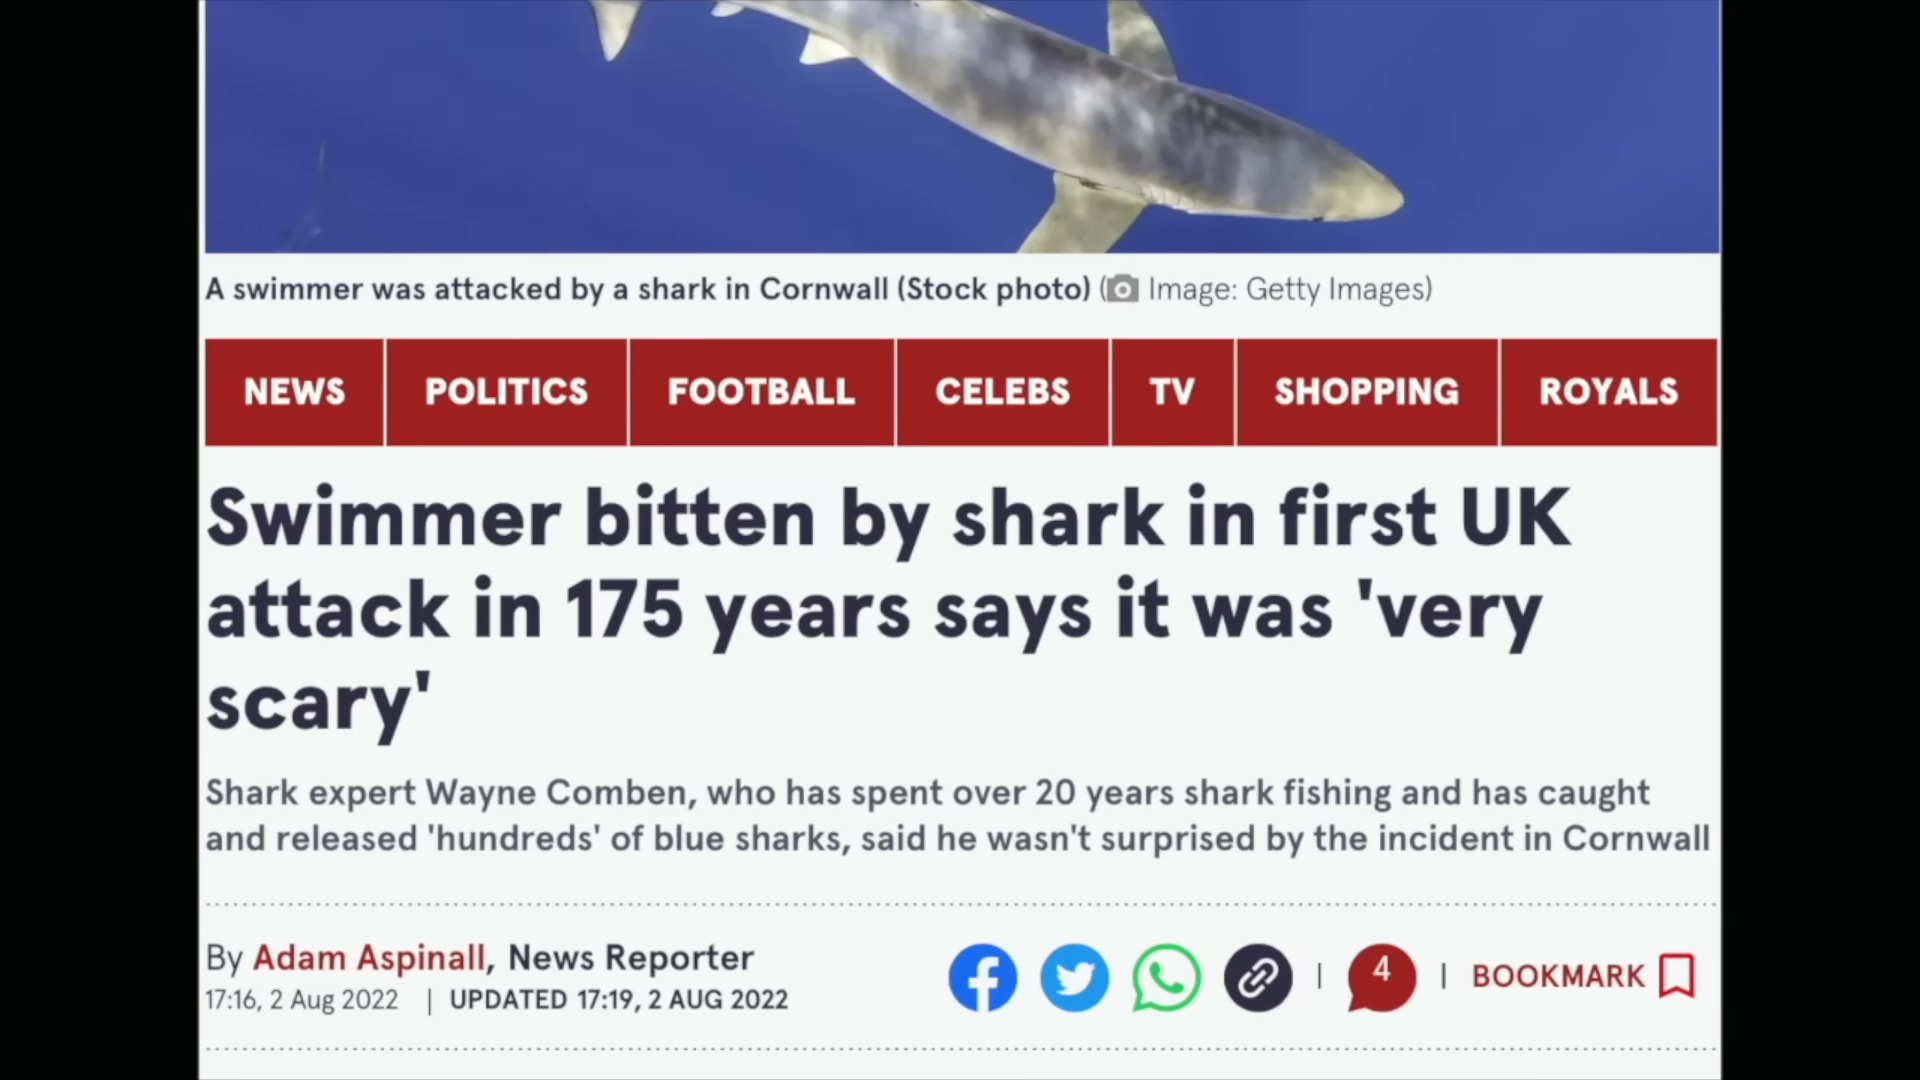 A swimmer was attacked by a shark in Cornwall (Stock photo) ( Image: Getty Images)
NEWS POLITICS FOOTBALL CELEBS TV SHOPPING ROYALS
Swimmer bitten by shark in first UK
attack in 175 years says it was 'very
scary'
Shark expert Wayne Comben, who has spent over 20 years shark fishing and has caught
and released 'hundreds' of blue sharks, said he wasn't surprised by the incident in Cornwall
By Adam Aspinall, News Reporter
17:16, 2 Aug 2022 | UPDATED 17:19, 2 AUG 2022
| 4 | BOOKMARK